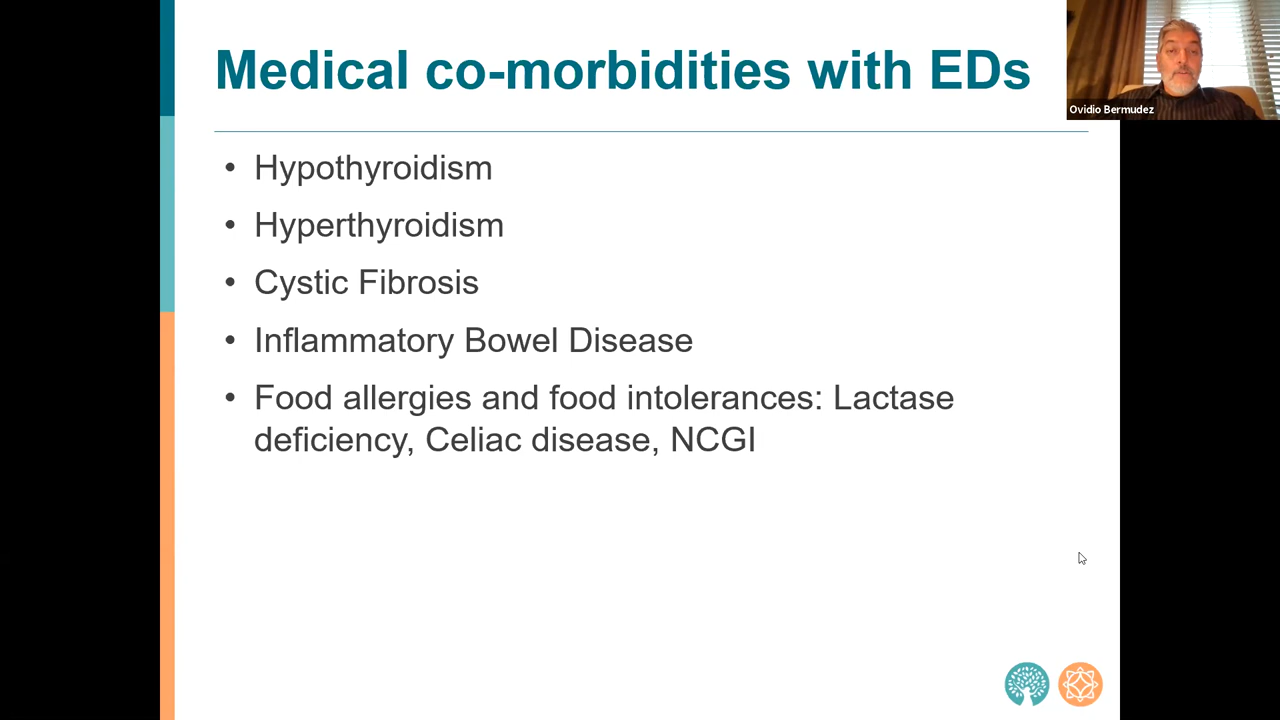 Medical co-morbidities with EDs
Ovidio Bermudez
• Hypothyroidism
• Hyperthyroidism
• Cystic Fibrosis
• Inflammatory Bowel Disease
• Food allergies and food intolerances: Lactase
deficiency, Celiac disease, NCGI